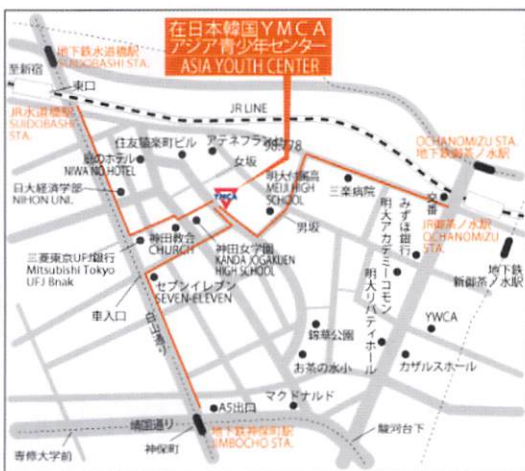 在日本韓国YMCA
アジア青少年センター
ASIA YOUTH CENTER
地下鉄水道橋駅
SUIDOBASHI STA.
至新宿
東口
JR水道橋駅
SUIDOBASHI
STA.
JR LINE
住友猿楽町ビル
アテネフランセ
女坂
庭のホテル
NIWA NO HOTEL
日大経済学部
NIHON UNI.
YMCA
明大付属高
MEIJI HIGH
SCHOOL
男坂
三楽病院
OCHANOMIZU STA.
地下鉄御茶ノ水駅
交番
JR御茶ノ水駅
OCHANOMIZU
STA.
みずほ銀行
明大アカデミーコモン
明大リバティホール
地下鉄
新御茶ノ水駅
三菱東京UFJ銀行
Mitsubishi Tokyo
UFJ Bnak
神田教会
CHURCH
神田女学園
KANDA JOGAKUEN
HIGH SCHOOL
セブンイレブン
SEVEN-ELEVEN
車入口
白山通り
錦華公園
お茶の水小
YWCA
カザルスホール
マクドナルド
A5出口
靖国通り
地下鉄神保町駅
JIMBOCHO STA.
神保町
専修大学前
駿河台下